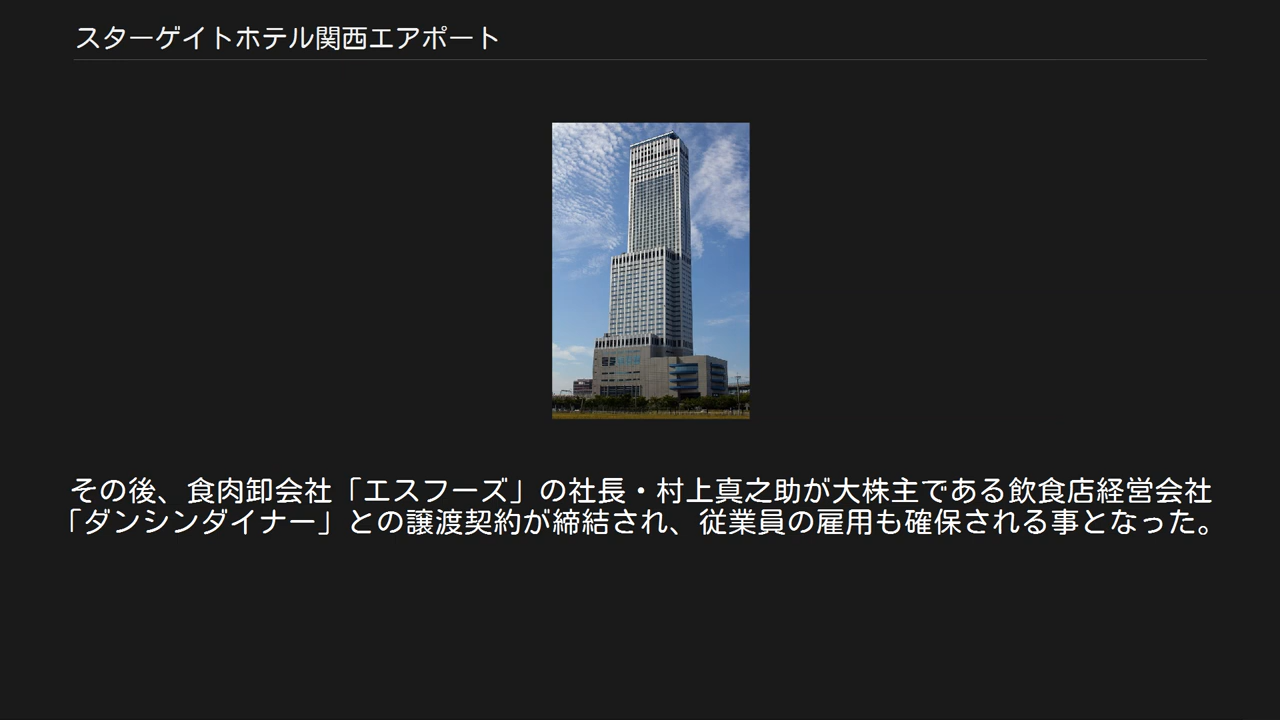 スターゲイトホテル関西エアポート
その後、食肉卸会社「エスフーズ」の社長・村上真之助が大株主である飲食店経営会社
「ダンシンダイナー」との譲渡契約が締結され、従業員の雇用も確保される事となった。